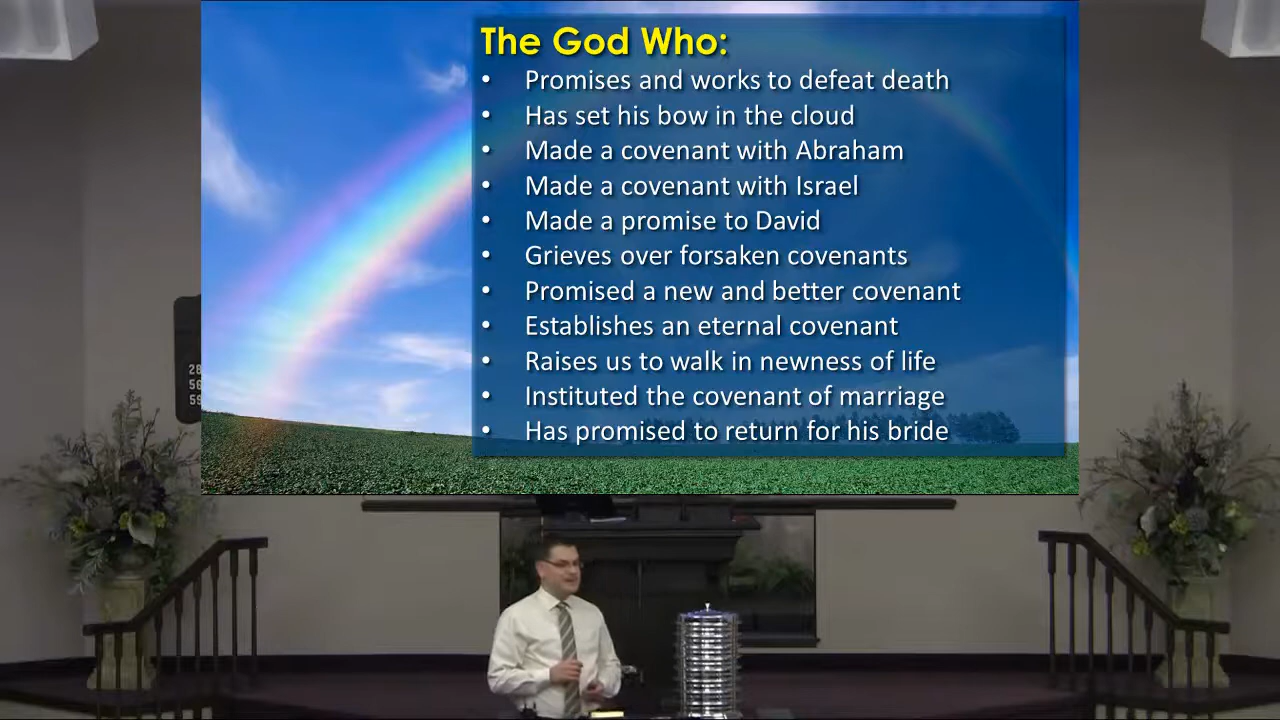 The God Who:
• Promises and works to defeat death
• Has set his bow in the cloud
• Made a covenant with Abraham
• Made a covenant with Israel
• Made a promise to David
• Grieves over forsaken covenants
• Promised a new and better covenant
• Establishes an eternal covenant
• Raises us to walk in newness of life
• Instituted the covenant of marriage
• Has promised to return for his bride
28
56
59